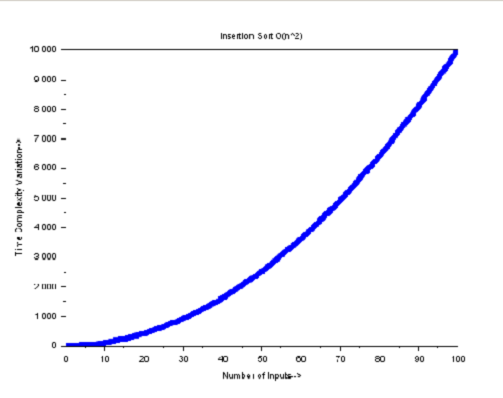 Insertion Sort O(n^2)
10 000
9 000
8 000
7 000
6 000
5 000
4 000
3 000
2 000
1 000
0
Time Complexity Variation-->
0 10 20 30 40 50 60 70 80 90 100
Number of Inputs-->